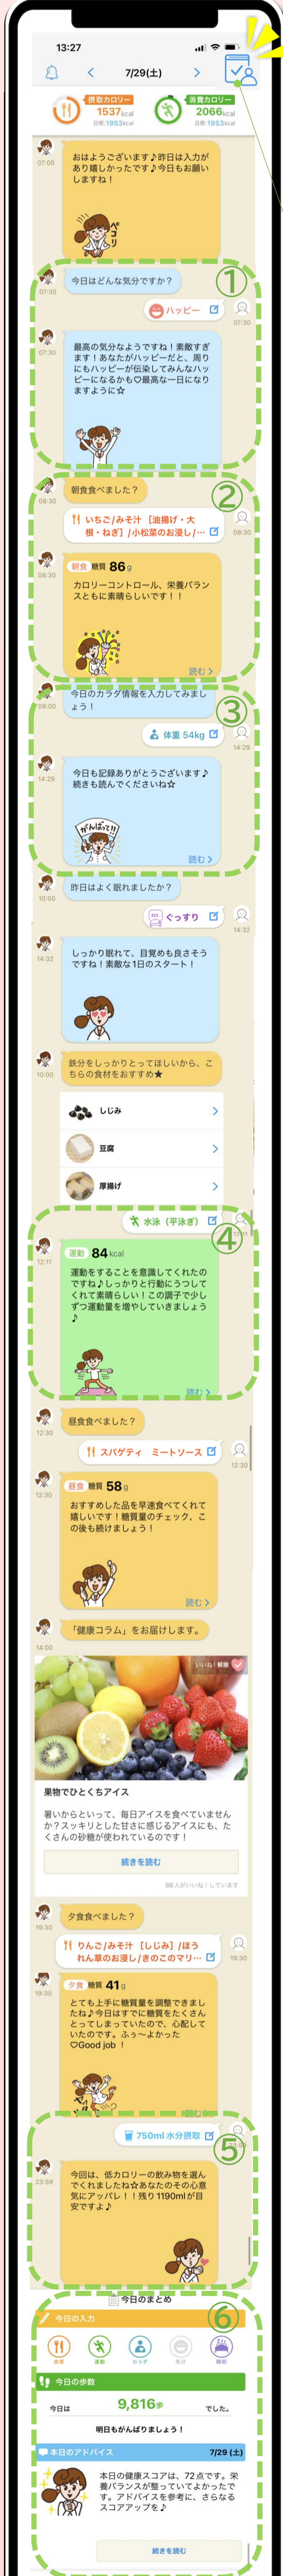 13:27
7/29(土)
摂取カロリー
1537kcal
目標:1953kcal
消費カロリー
2066kcal
目標:1953kcal
07:00
おはようございます♪昨日は入力が
あり嬉しかったです♪今日もお願い
しますね！
ペコリ
①
今日はどんな気分ですか？
07:30
ハッピー
07:30
07:30
最高の気分なようですね！素敵すぎ
ます！あなたがハッピーだと、周り
にもハッピーが伝染してみんなハッ
ピーになるかも♡最高な一日になり
ますように☆
②
朝食食べました？
08:30
いちご/みそ汁 ［油揚げ・大
根・ねぎ］/小松菜のお浸し/…
08:30
08:30
朝食 糖質 86g
カロリーコントロール、栄養バラン
スともに素晴らしいです！！
読む >
③
今日のカラダ情報を入力してみまし
ょう！
09:00
体重 54kg
14:29
14:29
今日も記録ありがとうございます♪
続きも読んでくださいね☆
がんばって!!
読む >
昨日はよく眠れましたか？
10:00
ぐっすり
14:32
14:32
しっかり眠れて、目覚めも良さそう
ですね！素敵な1日のスタート！
10:00
鉄分をしっかりとってほしいから、こ
ちらの食材をおすすめ★
しじみ
豆腐
厚揚げ
水泳（平泳ぎ）
④
12:11
運動 84kcal
運動をすることを意識してくれたの
ですね♪しっかりと行動にうつして
くれて素晴らしい！この調子で少し
ずつ運動量を増やしていきましょう
♪
読む >
12:30
昼食食べました？
スパゲティ　ミートソース
12:30
12:30
昼食 糖質 58g
おすすめした品を早速食べてくれて
嬉しいです！糖質量のチェック、こ
の後も続けましょう！
読む >
14:00
「健康コラム」をお届けします。
いいね！解除
果物でひとくちアイス
暑いからといって、毎日アイスを食べていません
か？スッキリとした甘さに感じるアイスにも、た
くさんの砂糖が使われているのです！
続きを読む
98人がいいね！しています
19:30
夕食食べました？
りんご/みそ汁 ［しじみ］/ほう
れん草のお浸し/きのこのマリ…
19:30
19:30
夕食 糖質 41g
とても上手に糖質量を調整できまし
たね♪今日はすでに糖質をたくさん
とってしまっていたので、心配して
いたのです。ふぅ～よかった
♡Good job ！
読む >
750ml 水分摂取
⑤
23:59
今回は、低カロリーの飲み物を選ん
でくれましたね☆あなたのその心意
気にアッパレ！！残り1190mlが目
安ですよ♪
今日のまとめ
⑥
今日の入力
食事
運動
カラダ
気分
睡眠
今日の歩数
今日は
9,816歩
でした。
明日もがんばりましょう！
本日のアドバイス
7/29 (土)
本日の健康スコアは、72点です。栄
養バランスが整っていてよかったで
す。アドバイスを参考に、さらなる
スコアアップを♪
続きを読む